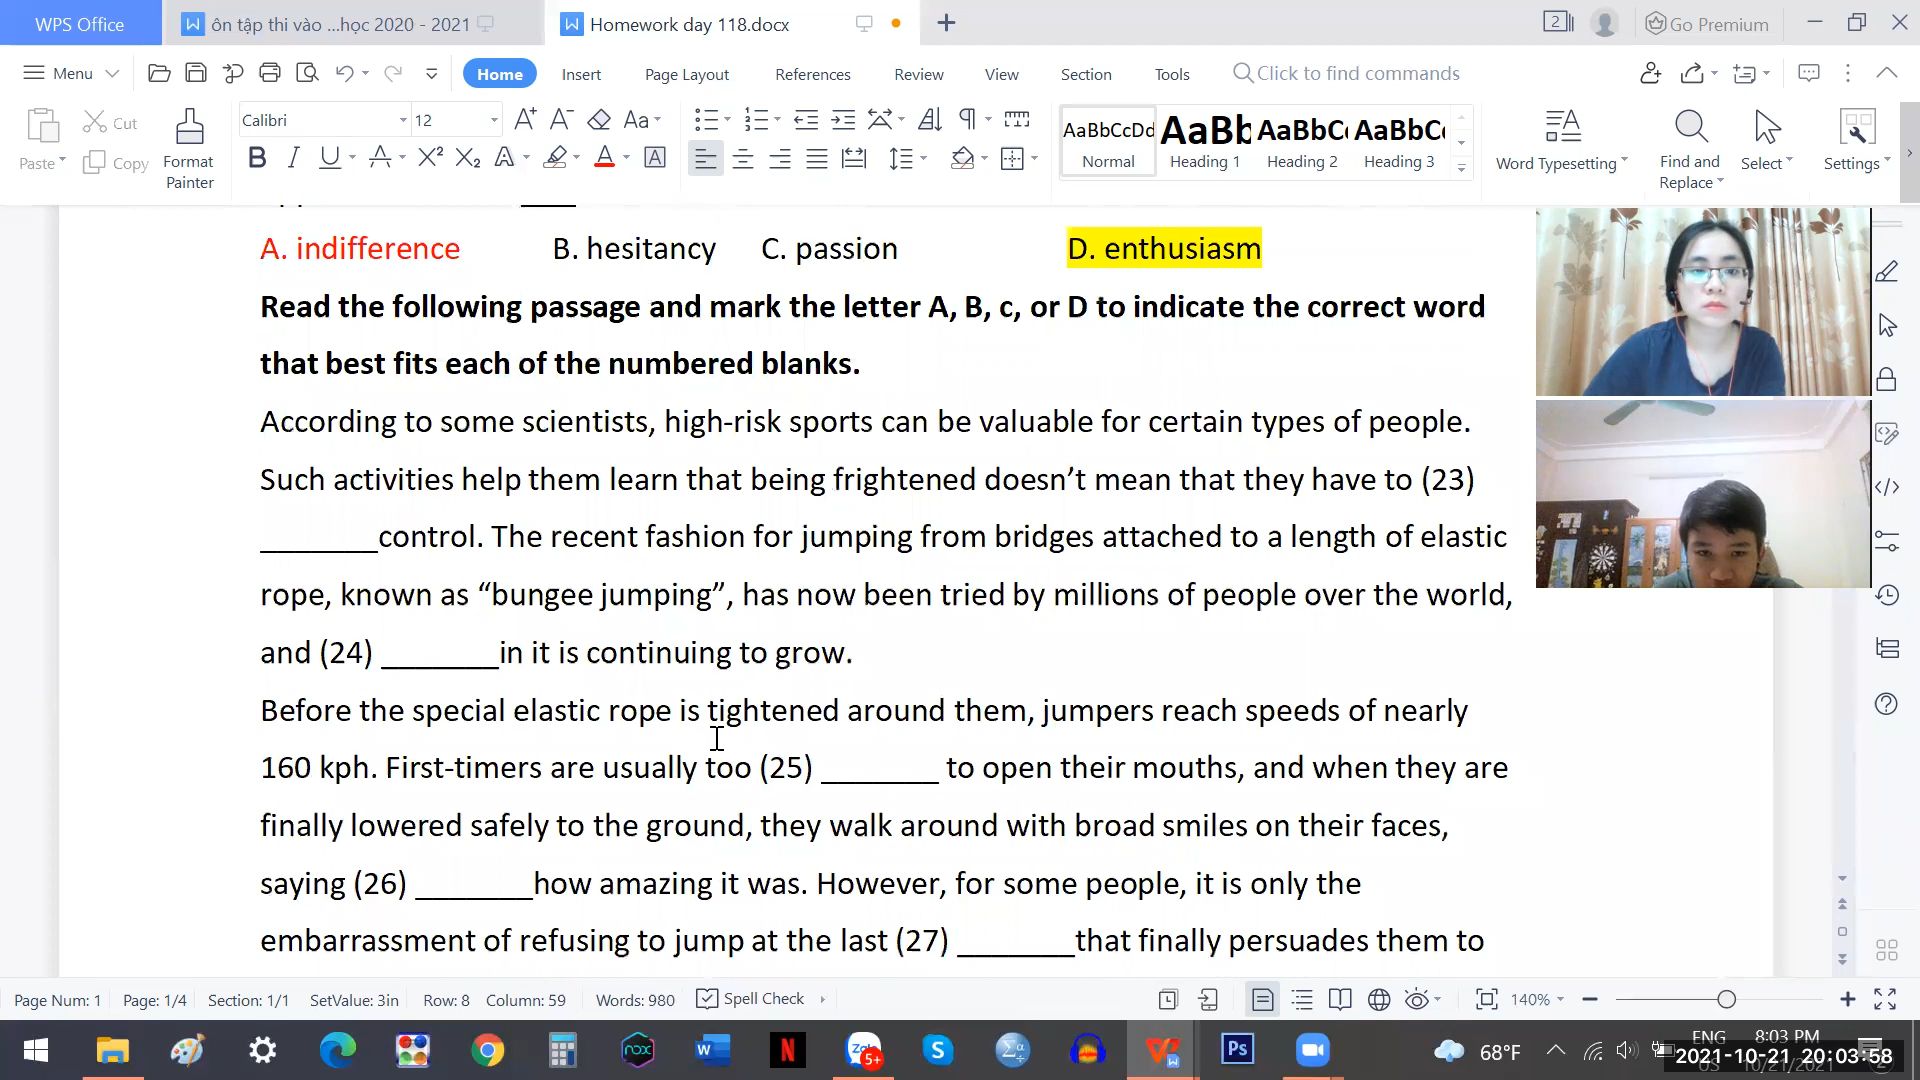 WPS Office
ôn tập thi vào ...học 2020 - 2021
Homework day 118.docx
2
Go Premium
Menu
Home
Insert
Page Layout
References
Review
View
Section
Tools
Click to find commands
Paste
Cut
Copy
Format Painter
Calibri
12
AaBbCcDd
Normal
AaBb
Heading 1
AaBbC
Heading 2
AaBbC
Heading 3
Word Typesetting
Find and Replace
Select
Settings
A. indifference B. hesitancy C. passion D. enthusiasm
Read the following passage and mark the letter A, B, c, or D to indicate the correct word
that best fits each of the numbered blanks.
According to some scientists, high-risk sports can be valuable for certain types of people.
Such activities help them learn that being frightened doesn’t mean that they have to (23)
_______control. The recent fashion for jumping from bridges attached to a length of elastic
rope, known as “bungee jumping”, has now been tried by millions of people over the world,
and (24) _______in it is continuing to grow.
Before the special elastic rope is tightened around them, jumpers reach speeds of nearly
160 kph. First-timers are usually too (25) _______ to open their mouths, and when they are
finally lowered safely to the ground, they walk around with broad smiles on their faces,
saying (26) _______how amazing it was. However, for some people, it is only the
embarrassment of refusing to jump at the last (27) _______that finally persuades them to
Page Num: 1 Page: 1/4 Section: 1/1 SetValue: 3in Row: 8 Column: 59 Words: 980 Spell Check
140%
68°F
ENG
8:03 PM
2021-10-21 20:03:58